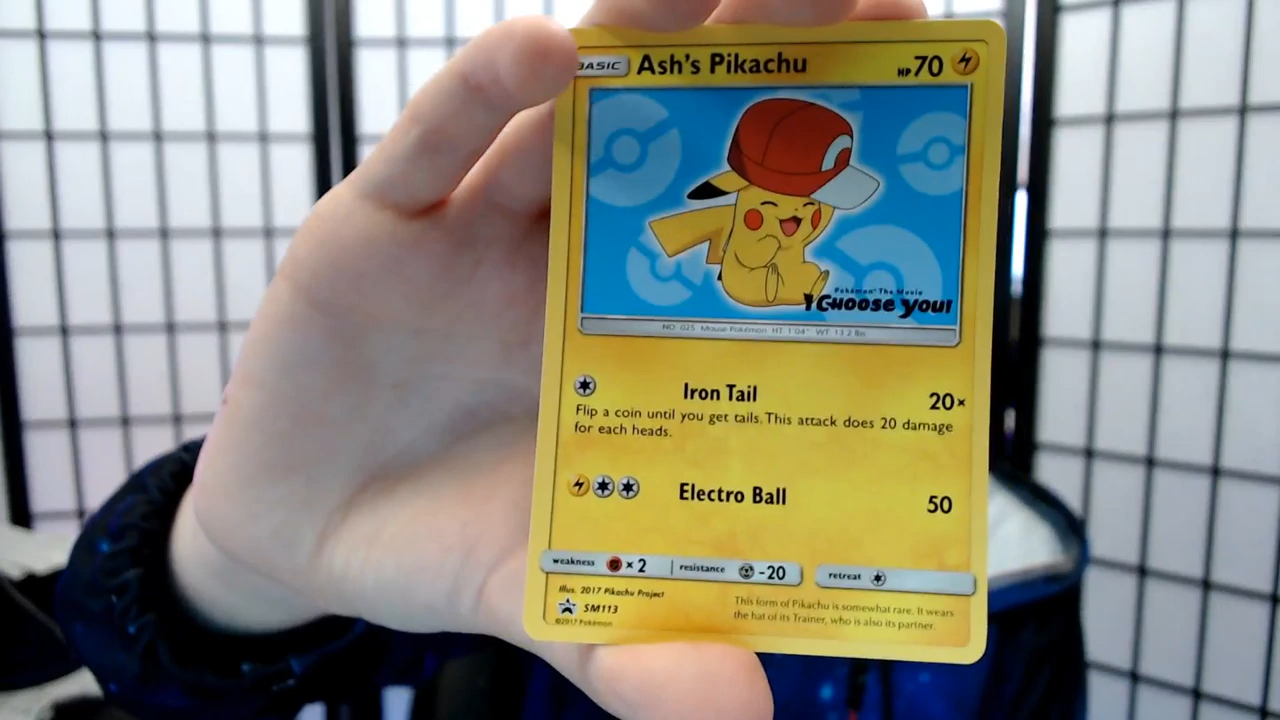 BASIC Ash's Pikachu HP 70
Pokémon The Movie
I Choose You!
NO. 025 Mouse Pokémon HT: 1'04" WT: 13.2 lbs
Iron Tail 20×
Flip a coin until you get tails. This attack does 20 damage
for each heads.
Electro Ball 50
weakness × 2 resistance -20 retreat
Illus. 2017 Pikachu Project
SM113
©2017 Pokémon
This form of Pikachu is somewhat rare. It wears
the hat of its Trainer, who is also its partner.